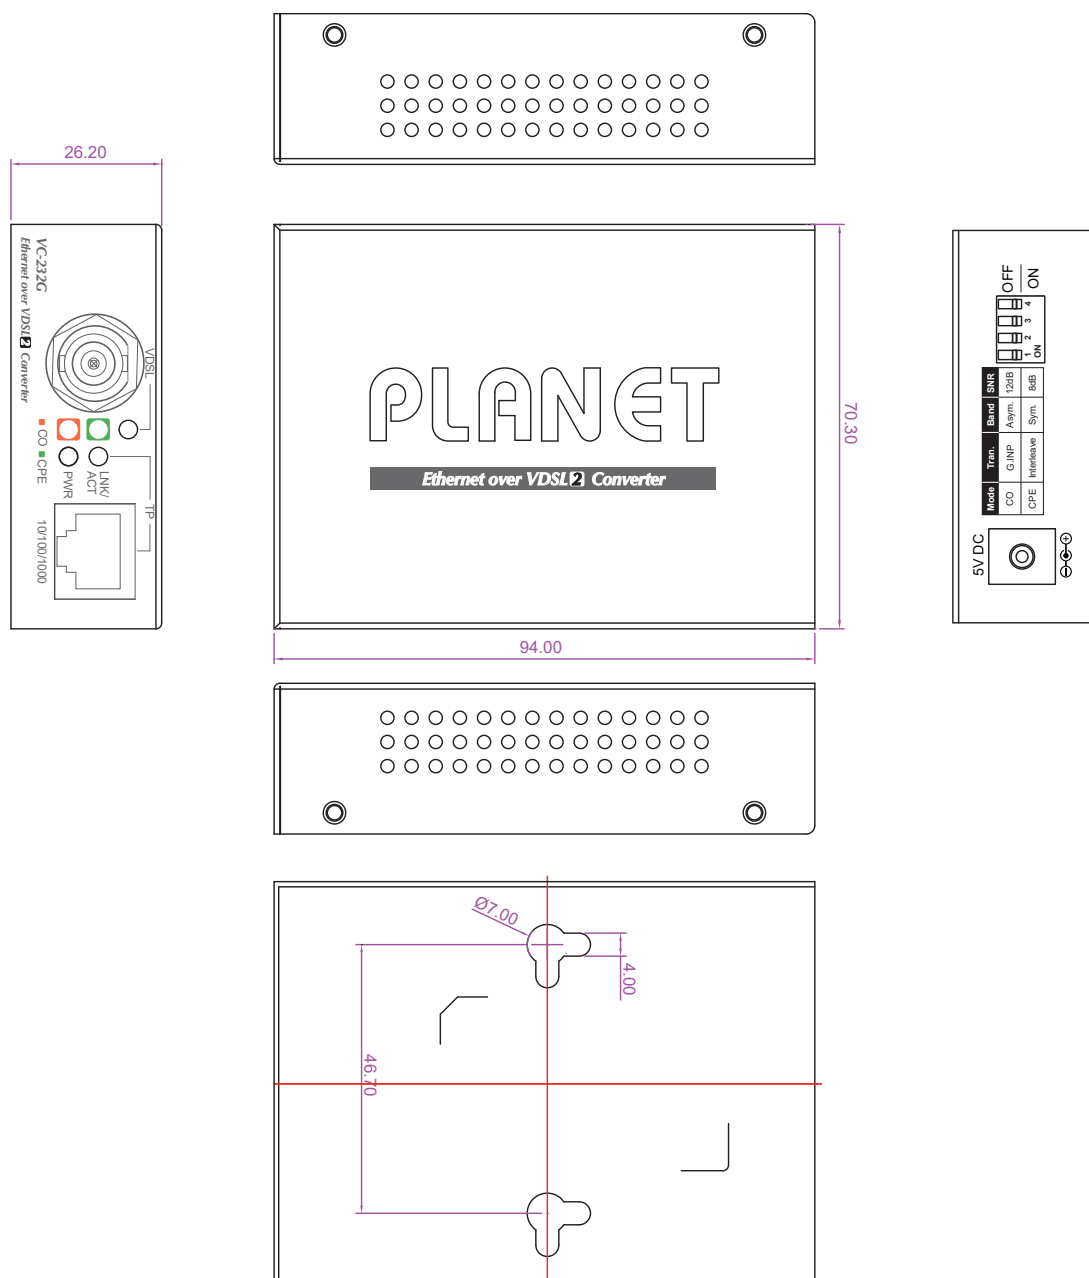 26.20
VC-232G
Ethernet over VDSL2 Converter
VDSL
CO CPE
PWR
LNK/
ACT
TP
10/100/1000
PLANET
Ethernet over VDSL2 Converter
70.30
94.00
OFF
ON
1 2 3 4
ON
Mode Tran. Band SNR
CO G.INP Asym. 12dB
CPE Interleave Sym. 8dB
5V DC
Ø7.00
4.00
46.70